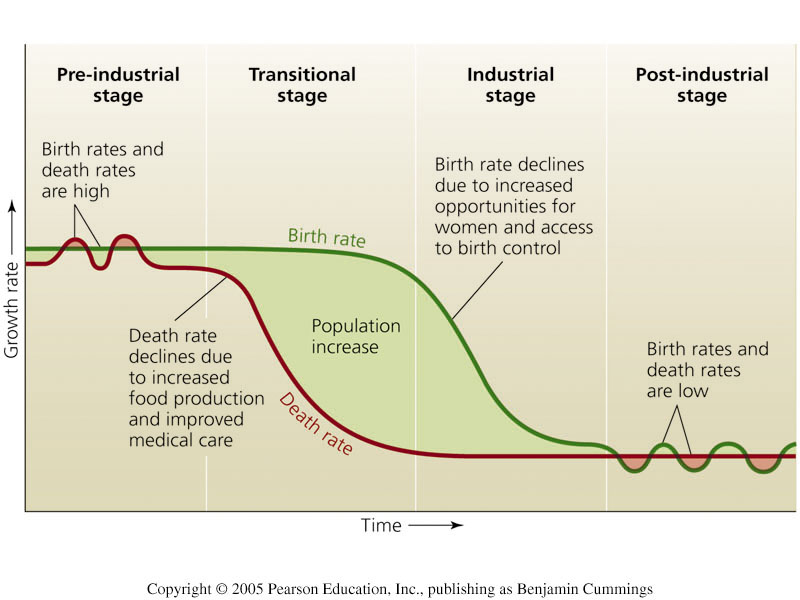 Pre-industrial
stage
Transitional
stage
Industrial
stage
Post-industrial
stage
Birth rates and
death rates
are high
Birth rate declines
due to increased
opportunities for
women and access
to birth control
Birth rate
Growth rate
Death rate
declines due
to increased
food production
and improved
medical care
Population
increase
Death rate
Birth rates and
death rates
are low
Time
Copyright © 2005 Pearson Education, Inc., publishing as Benjamin Cummings